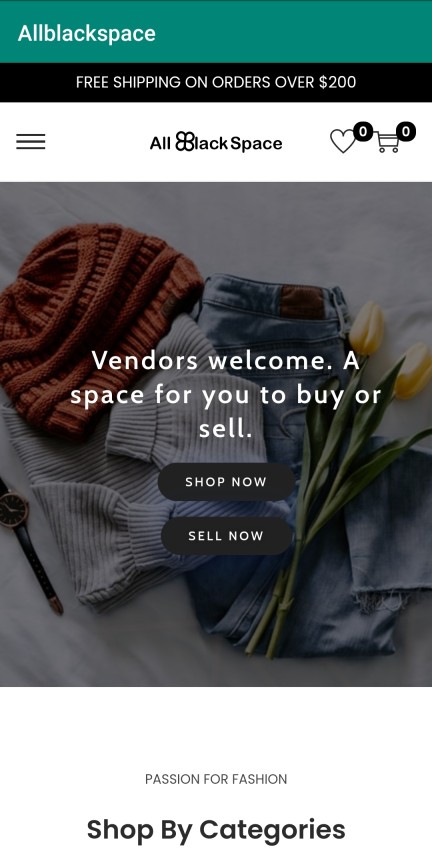 Allblackspace
FREE SHIPPING ON ORDERS OVER $200
All BlackSpace
0
0
Vendors welcome. A
space for you to buy or
sell.
SHOP NOW
SELL NOW
PASSION FOR FASHION
Shop By Categories